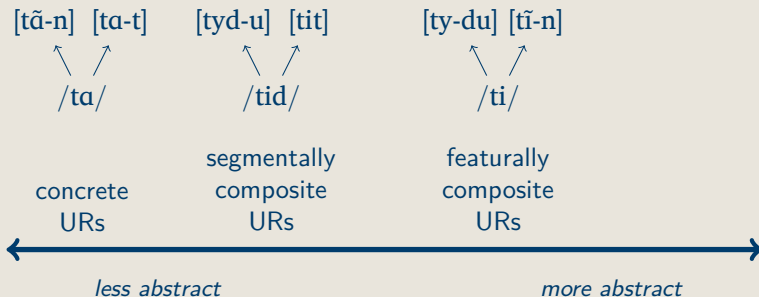 [tɑ̃-n] [tɑ-t] [tyd-u] [tit] [ty-du] [tĩ-n]
/tɑ/ /tid/ /ti/
concrete URs
segmentally composite URs
featurally composite URs
less abstract more abstract